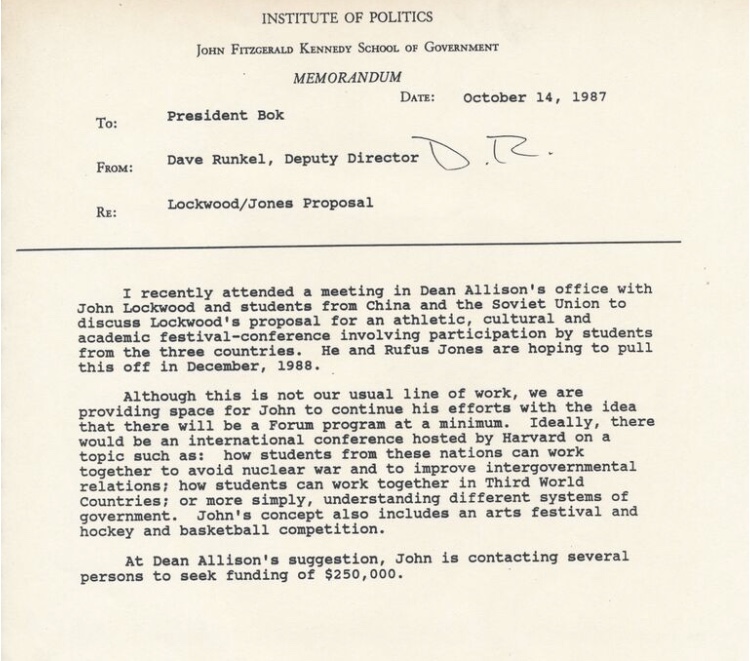 INSTITUTE OF POLITICS
JOHN FITZGERALD KENNEDY SCHOOL OF GOVERNMENT
MEMORANDUM
DATE: October 14, 1987
TO: President Bok
FROM: Dave Runkel, Deputy Director D.R.
RE: Lockwood/Jones Proposal
I recently attended a meeting in Dean Allison's office with
John Lockwood and students from China and the Soviet Union to
discuss Lockwood's proposal for an athletic, cultural and
academic festival-conference involving participation by students
from the three countries. He and Rufus Jones are hoping to pull
this off in December, 1988.
Although this is not our usual line of work, we are
providing space for John to continue his efforts with the idea
that there will be a Forum program at a minimum. Ideally, there
would be an international conference hosted by Harvard on a
topic such as: how students from these nations can work
together to avoid nuclear war and to improve intergovernmental
relations; how students can work together in Third World
Countries; or more simply, understanding different systems of
government. John's concept also includes an arts festival and
hockey and basketball competition.
At Dean Allison's suggestion, John is contacting several
persons to seek funding of $250,000.